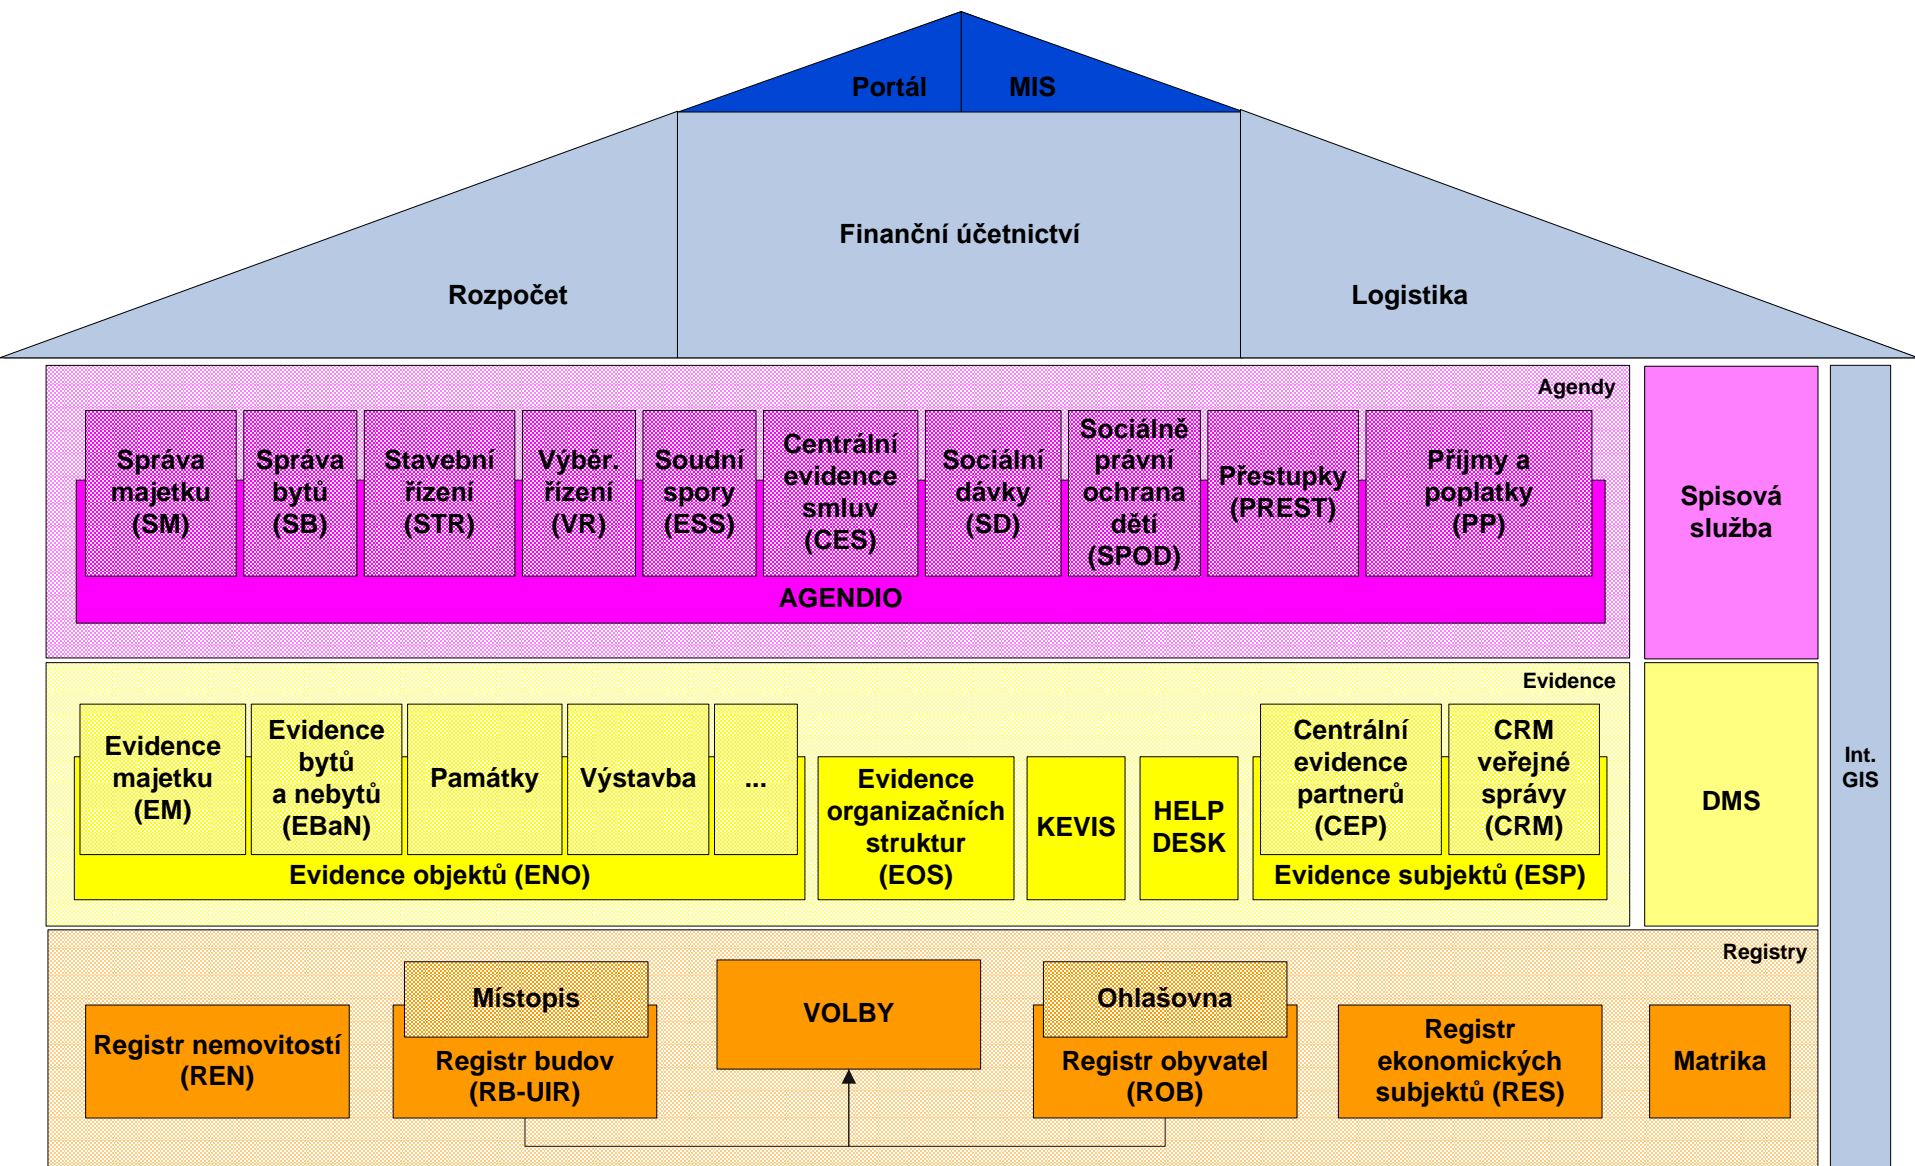 Portál
MIS
Finanční účetnictví
Rozpočet
Logistika
Agendy
Správa
majetku
(SM)
Správa
bytů
(SB)
Stavební
řízení
(STR)
Výběr.
řízení
(VR)
Soudní
spory
(ESS)
Centrální
evidence
smluv
(CES)
Sociální
dávky
(SD)
Sociálně
právní
ochrana
dětí
(SPOD)
Přestupky
(PREST)
Příjmy a
poplatky
(PP)
AGENDIO
Spisová
služba
Evidence
Evidence
majetku
(EM)
Evidence
bytů
a nebytů
(EBaN)
Památky
Výstavba
...
Evidence objektů (ENO)
Evidence
organizačních
struktur
(EOS)
KEVIS
HELP
DESK
Centrální
evidence
partnerů
(CEP)
CRM
veřejné
správy
(CRM)
Evidence subjektů (ESP)
DMS
Int.
GIS
Registry
Registr nemovitostí
(REN)
Místopis
Registr budov
(RB-UIR)
VOLBY
Ohlašovna
Registr obyvatel
(ROB)
Registr
ekonomických
subjektů (RES)
Matrika